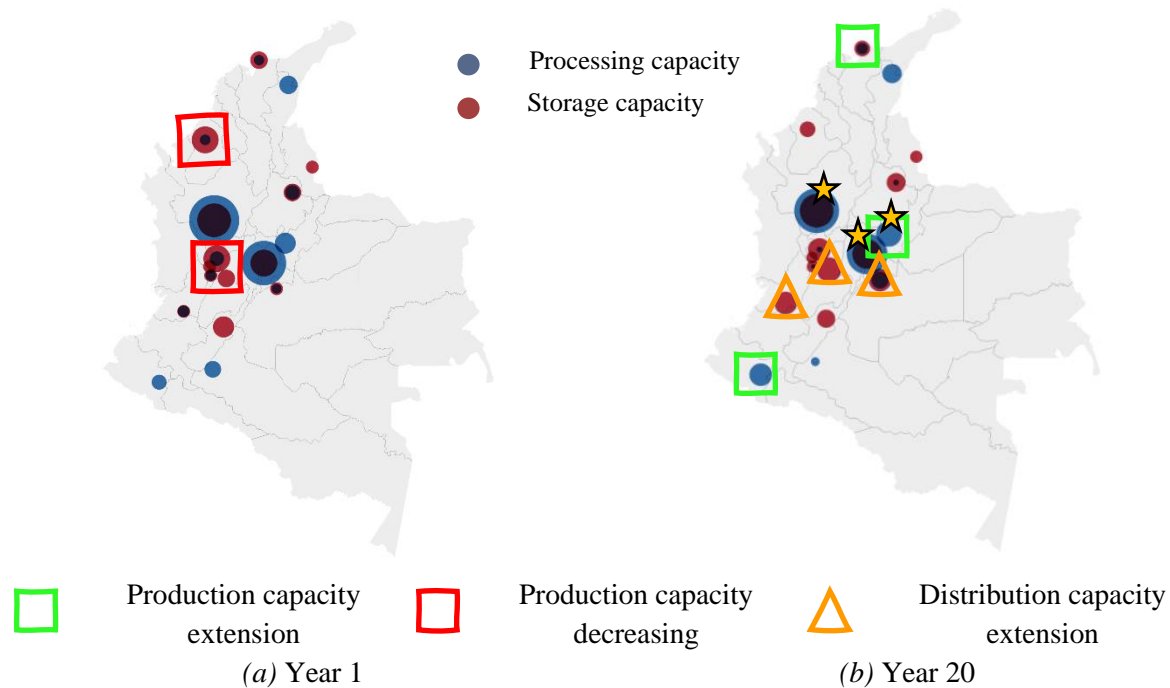 Processing capacity
Storage capacity
Production capacity
extension
Production capacity
decreasing
Distribution capacity
extension
(a) Year 1
(b) Year 20